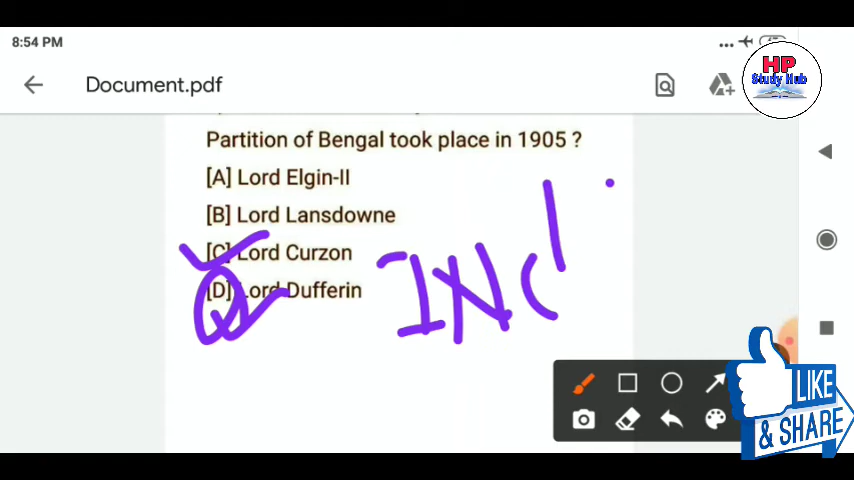 8:54 PM
Document.pdf
HP
Study Hub
Partition of Bengal took place in 1905 ?
[A] Lord Elgin-II
[B] Lord Lansdowne
[C] Lord Curzon
[D] Lord Dufferin
INC
LIKE
& SHARE